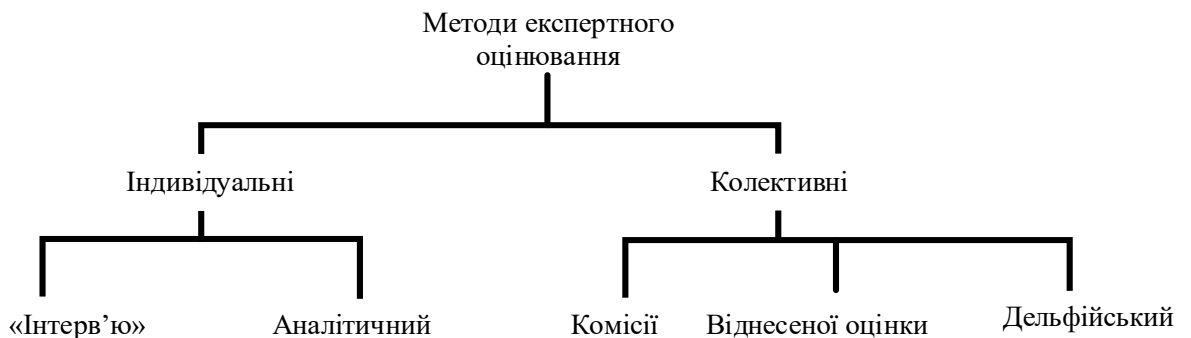 Методи експертного
оцінювання
Індивідуальні
Колективні
«Інтерв’ю»
Аналітичний
Комісії
Віднесеної оцінки
Дельфійський